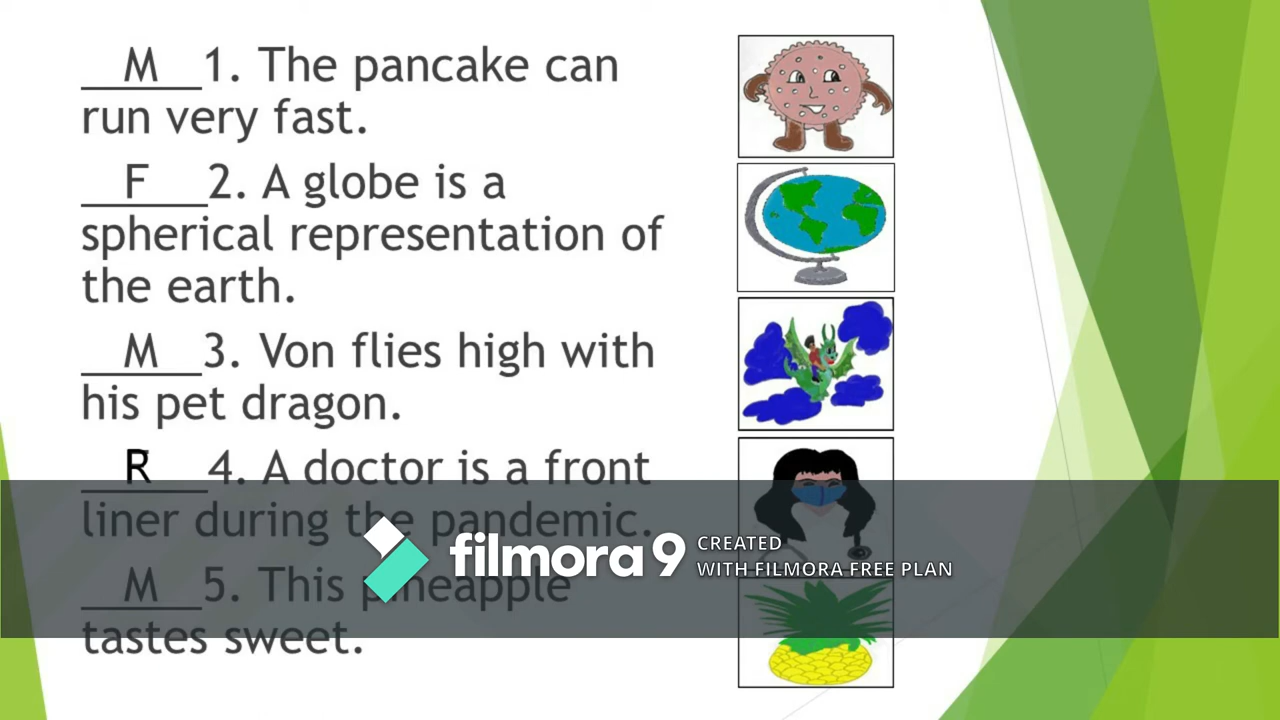 __M__1. The pancake can
run very fast.
__F__2. A globe is a
spherical representation of
the earth.
__M__3. Von flies high with
his pet dragon.
__R__4. A doctor is a front
liner during the pandemic.
filmora9 CREATED
WITH FILMORA FREE PLAN
__M__5. This pineapple
tastes sweet.